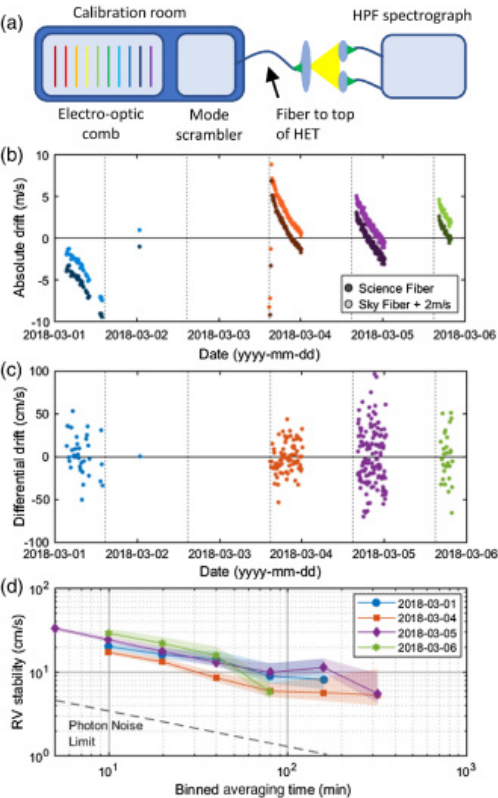 (a)
Calibration room
HPF spectrograph
Electro-optic
comb
Mode
scrambler
Fiber to top
of HET
(b)
Absolute drift (m/s)
10
5
0
-5
-10
Science Fiber
Sky Fiber + 2m/s
2018-03-01 2018-03-02 2018-03-03 2018-03-04 2018-03-05 2018-03-06
Date (yyyy-mm-dd)
(c)
Differential drift (cm/s)
100
50
0
-50
-100
2018-03-01 2018-03-02 2018-03-03 2018-03-04 2018-03-05 2018-03-06
Date (yyyy-mm-dd)
(d)
RV stability (cm/s)
10²
10¹
10⁰
2018-03-01
2018-03-04
2018-03-05
2018-03-06
Photon Noise
Limit
10¹ 10² 10³
Binned averaging time (min)